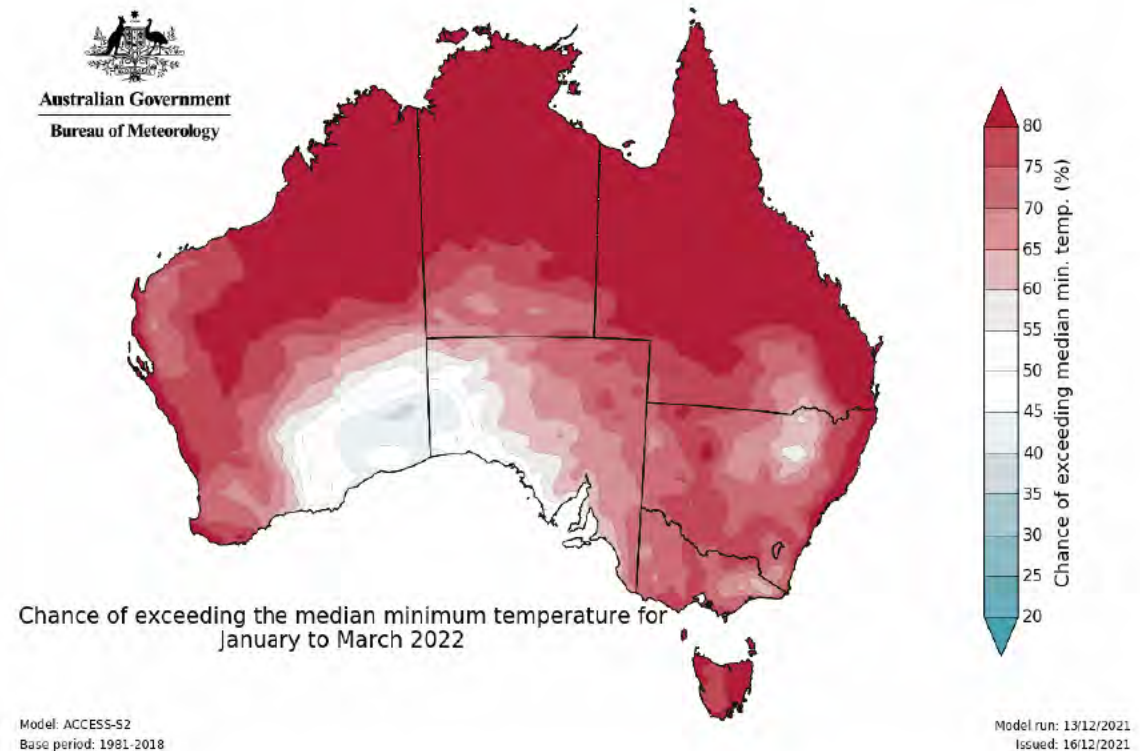 Australian Government
Bureau of Meteorology
80
75
70
65
60
55
50
45
40
35
30
25
20
Chance of exceeding median min. temp. (%)
Chance of exceeding the median minimum temperature for
January to March 2022
Model: ACCESS-S2
Base period: 1981-2018
Model run: 13/12/2021
Issued: 16/12/2021